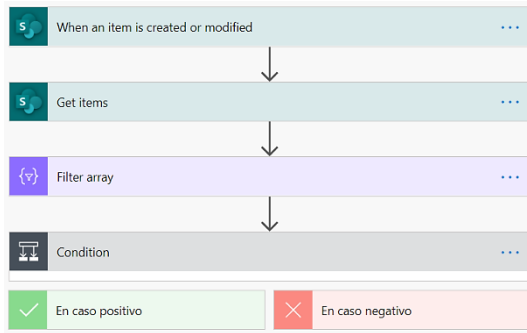 S When an item is created or modified
S Get items
Filter array
Condition
En caso positivo
En caso negativo